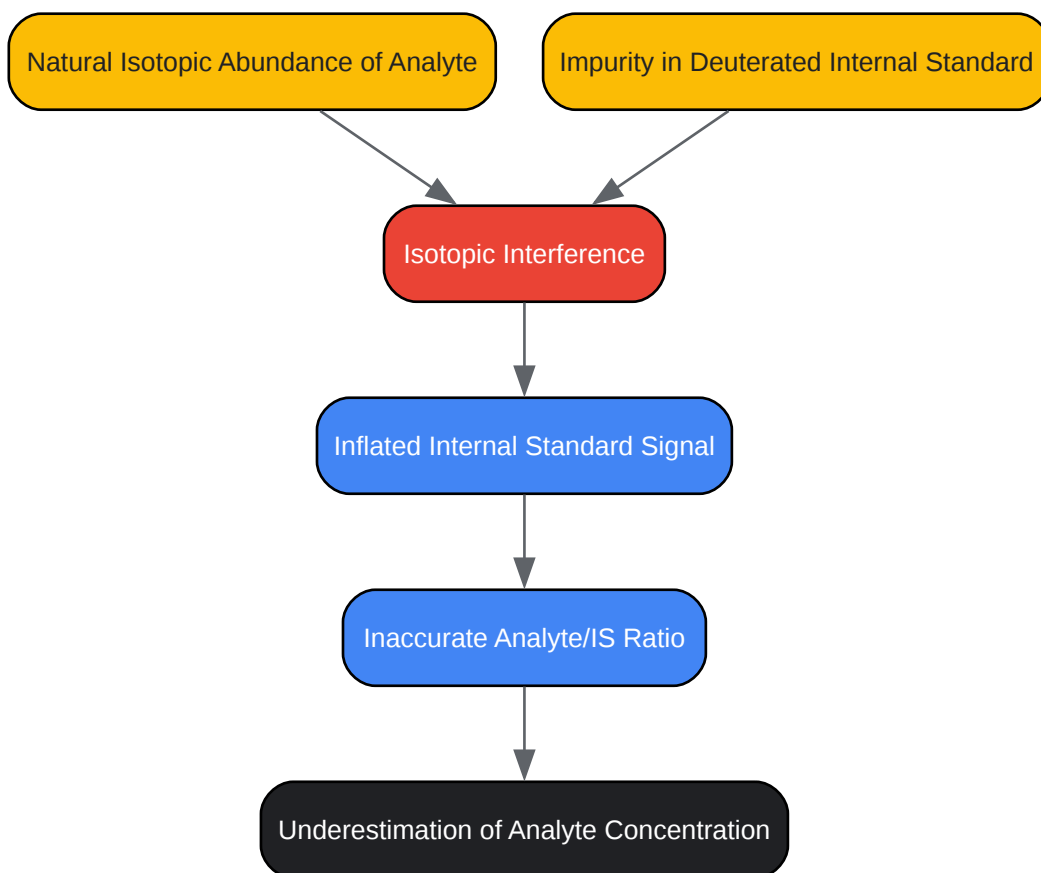 Natural Isotopic Abundance of Analyte
Impurity in Deuterated Internal Standard
Isotopic Interference
Inflated Internal Standard Signal
Inaccurate Analyte/IS Ratio
Underestimation of Analyte Concentration